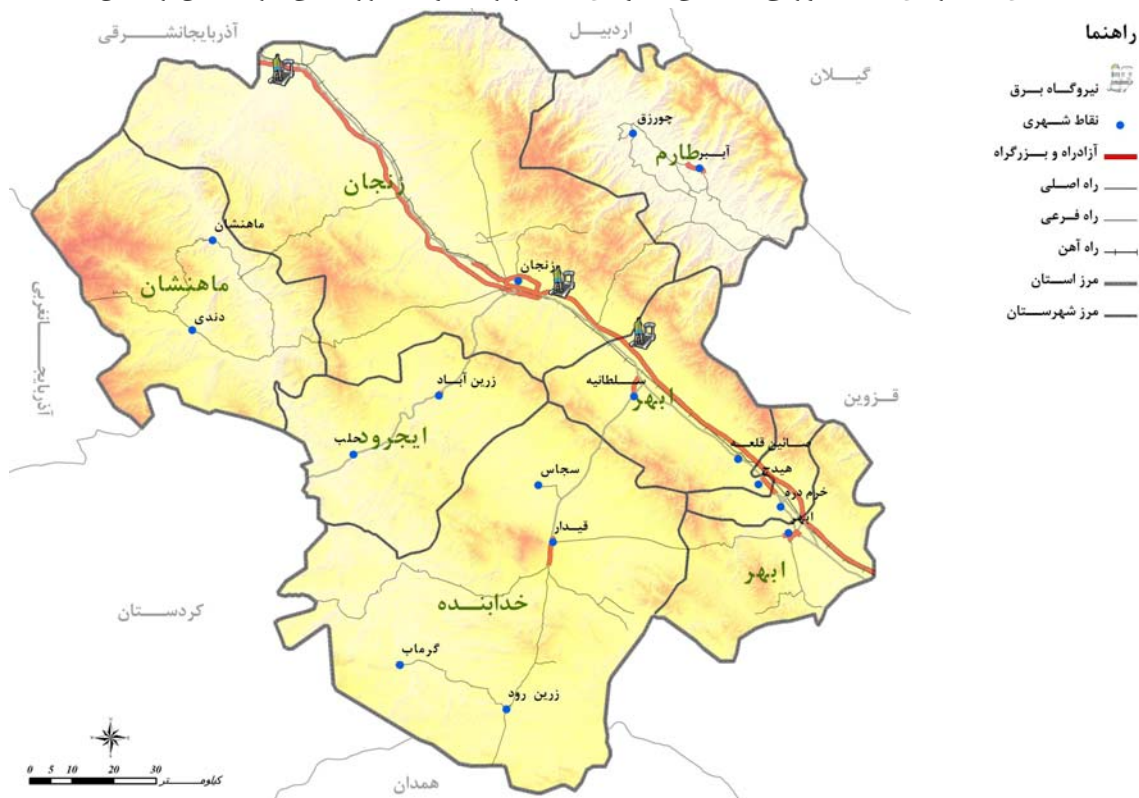 راهنما
نیروگاه برق
نقاط شهری
آزادراه و بزرگراه
راه اصلی
راه فرعی
راه آهن
مرز استان
مرز شهرستان
آذربایجانشرقی
اردبیل
گیلان
چورزق
آببر
طارم
زنجان
ماهنشان
ماهنشان
زنجان
دندی
آذربایجانغربی
سلطانیه
زرین آباد
ابهر
قزوین
ایجرود
حلب
صائین قلعه
هیدج
سجاس
خرم دره
ابهر
قیدار
ابهر
خدابنده
کردستان
گرماب
زرین رود
همدان
0 5 10 20 30
کیلومتر